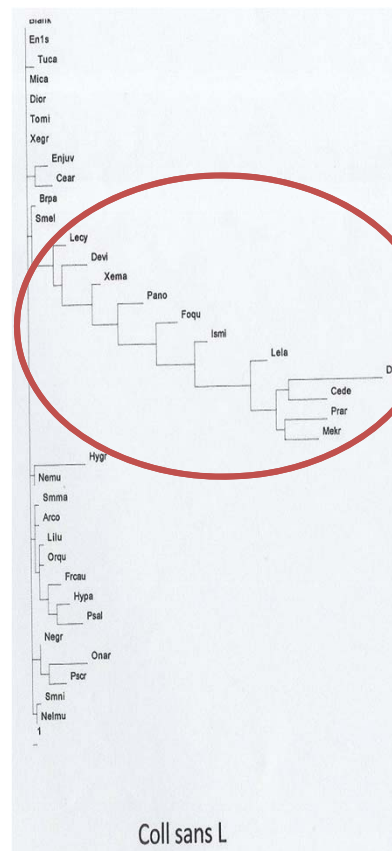 En1s
Tuca
Mica
Dior
Tomi
Xegr
Enjuv
Cear
Brpa
Smel
Lecy
Devi
Xema
Pano
Foqu
Ismi
Lela
D
Cede
Prar
Mekr
Hygr
Nemu
Smma
Arco
Lilu
Orqu
Frcau
Hypa
Psal
Negr
Onar
Pscr
Smni
Nelmu
1
Coll sans L